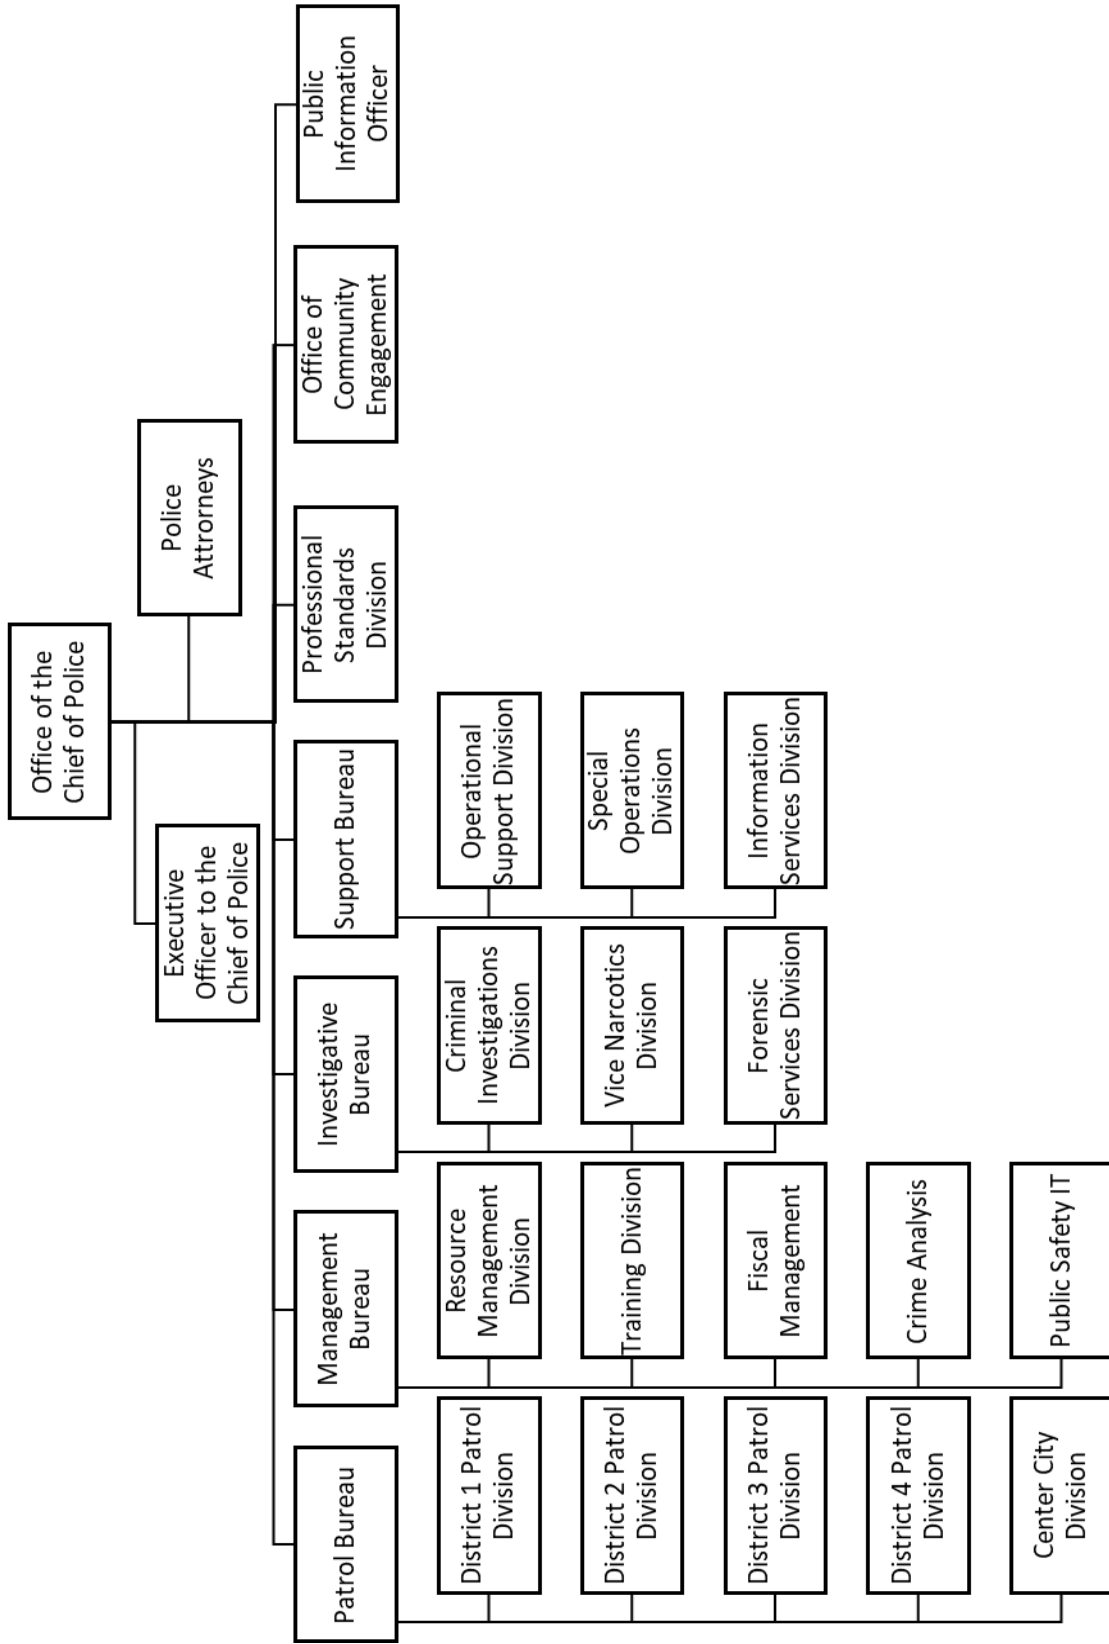 Office of the
Chief of Police
Police
Attrorneys
Executive
Officer to the
Chief of Police
Patrol Bureau
Management
Bureau
Investigative
Bureau
Support Bureau
Professional
Standards
Division
Office of
Community
Engagement
Public
Information
Officer
District 1 Patrol
Division
District 2 Patrol
Division
District 3 Patrol
Division
District 4 Patrol
Division
Center City
Division
Resource
Management
Division
Training Division
Fiscal
Management
Crime Analysis
Public Safety IT
Criminal
Investigations
Division
Vice Narcotics
Division
Forensic
Services Division
Operational
Support Division
Special
Operations
Division
Information
Services Division